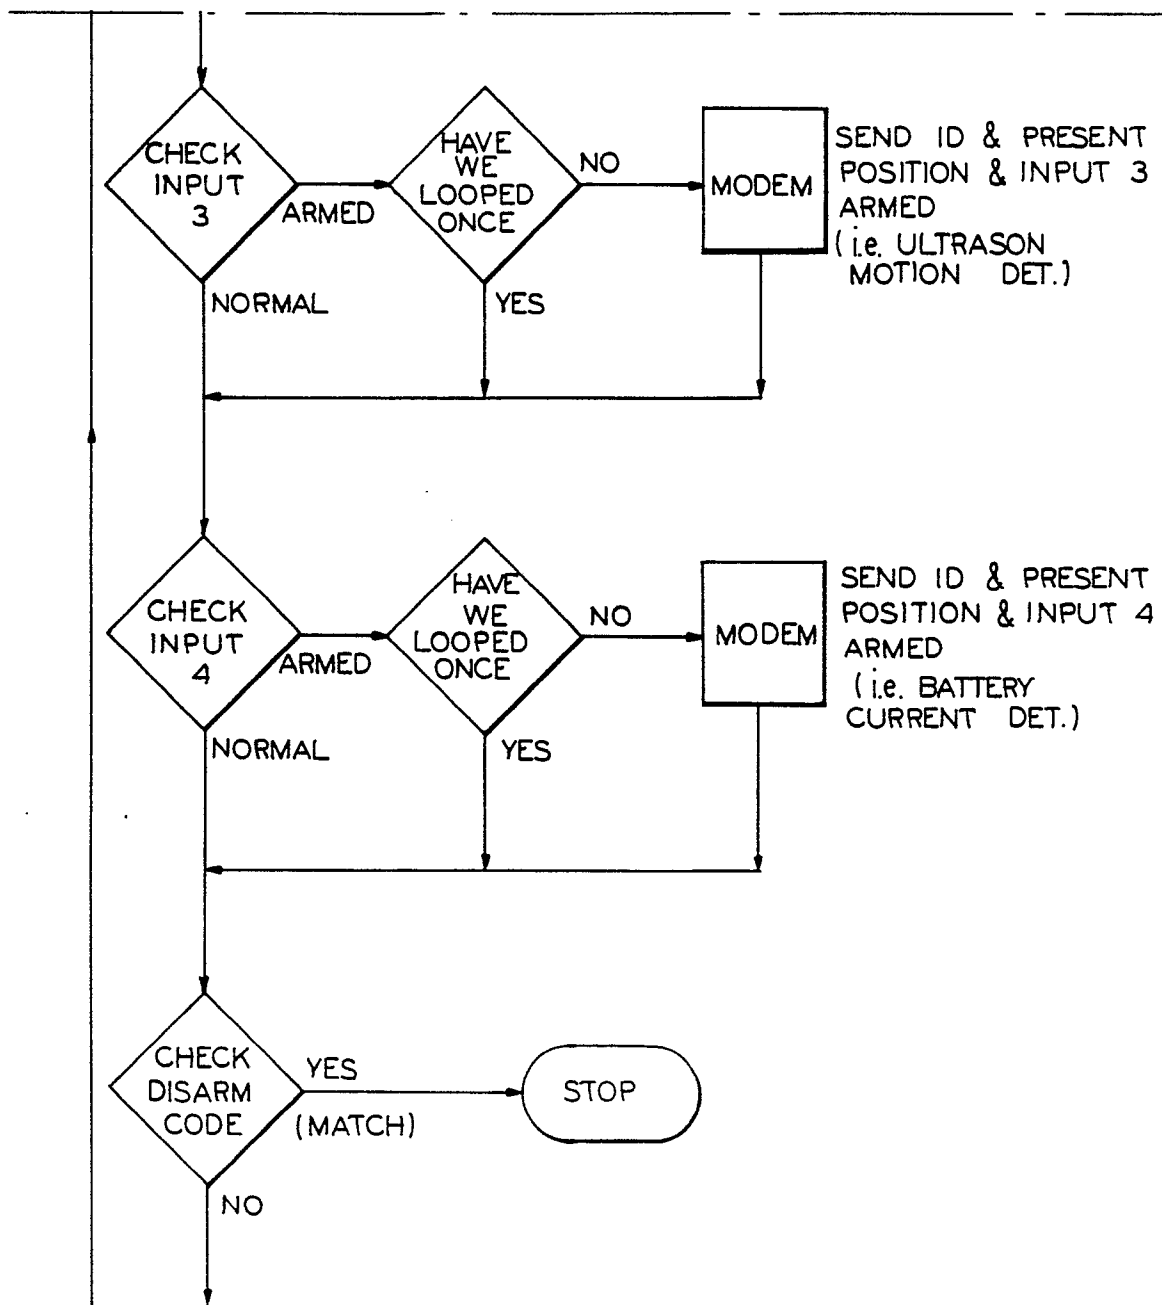 CHECK
INPUT
3
ARMED
NORMAL
HAVE
WE
LOOPED
ONCE
NO
YES
MODEM
SEND ID & PRESENT
POSITION & INPUT 3
ARMED
(i.e. ULTRASON
MOTION DET.)
CHECK
INPUT
4
ARMED
NORMAL
HAVE
WE
LOOPED
ONCE
NO
YES
MODEM
SEND ID & PRESENT
POSITION & INPUT 4
ARMED
(i.e. BATTERY
CURRENT DET.)
CHECK
DISARM
CODE
YES
(MATCH)
STOP
NO